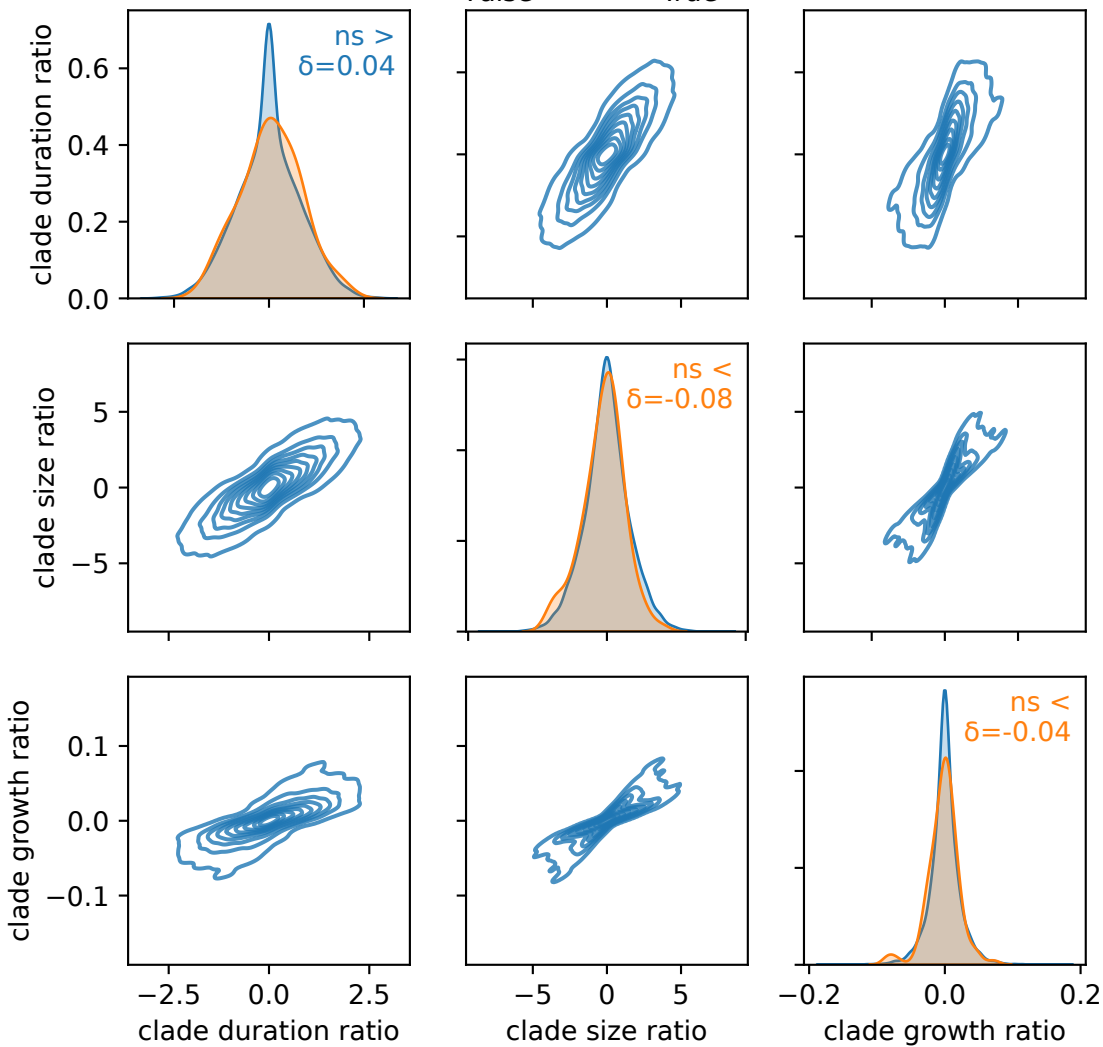 ns >
δ=0.04
clade duration ratio
0.6
0.4
0.2
0.0
ns <
δ=-0.08
clade size ratio
5
0
−5
ns <
δ=-0.04
clade growth ratio
0.1
0.0
−0.1
−2.5 0.0 2.5 −5 0 5 −0.2 0.0 0.2
clade duration ratio clade size ratio clade growth ratio